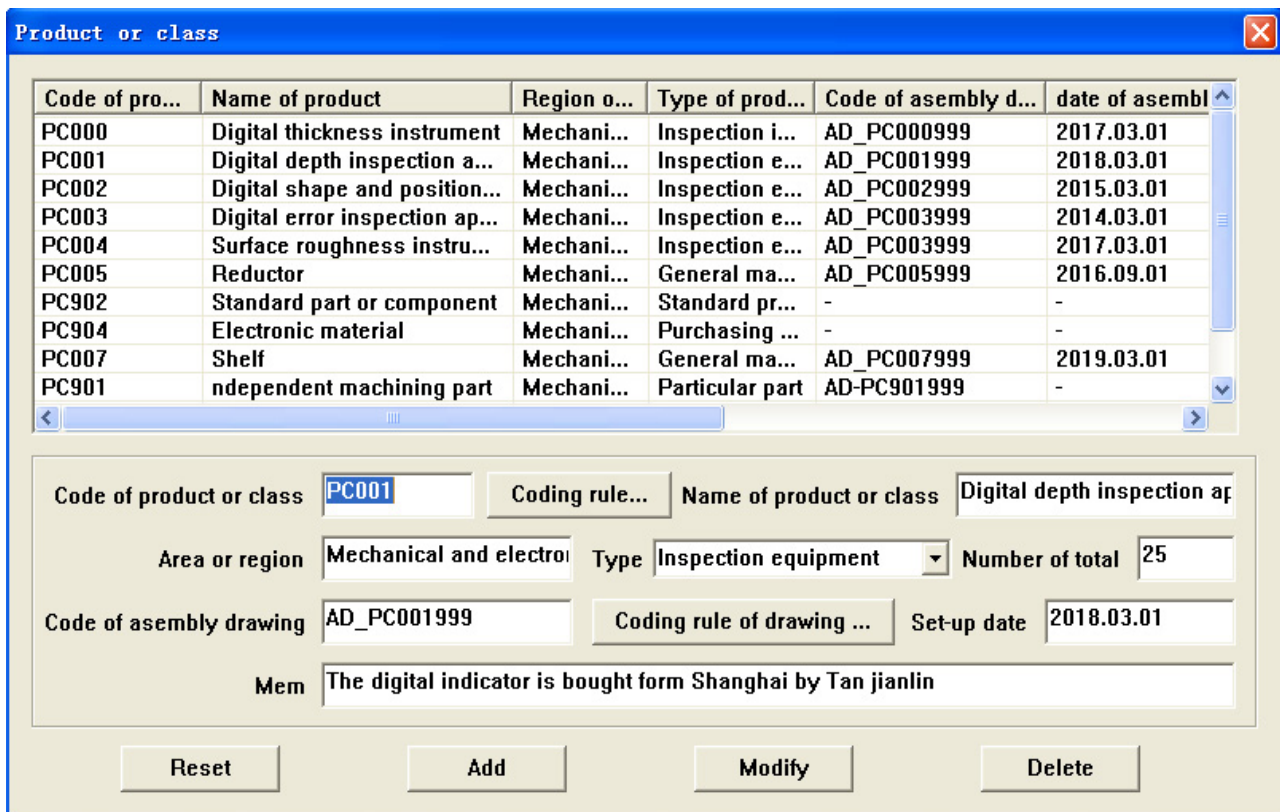 Product or class
Code of pro... Name of product Region o... Type of prod... Code of asembly d... date of asembl
PC000 Digital thickness instrument Mechani... Inspection i... AD_PC000999 2017.03.01
PC001 Digital depth inspection a... Mechani... Inspection e... AD_PC001999 2018.03.01
PC002 Digital shape and position... Mechani... Inspection e... AD_PC002999 2015.03.01
PC003 Digital error inspection ap... Mechani... Inspection e... AD_PC003999 2014.03.01
PC004 Surface roughness instru... Mechani... Inspection e... AD_PC003999 2017.03.01
PC005 Reductor Mechani... General ma... AD_PC005999 2016.09.01
PC902 Standard part or component Mechani... Standard pr... - -
PC904 Electronic material Mechani... Purchasing ... - -
PC007 Shelf Mechani... General ma... AD_PC007999 2019.03.01
PC901 ndependent machining part Mechani... Particular part AD-PC901999 -
Code of product or class PC001 Coding rule... Name of product or class Digital depth inspection ap
Area or region Mechanical and electro Type Inspection equipment Number of total 25
Code of asembly drawing AD_PC001999 Coding rule of drawing ... Set-up date 2018.03.01
Mem The digital indicator is bought form Shanghai by Tan jianlin
Reset Add Modify Delete